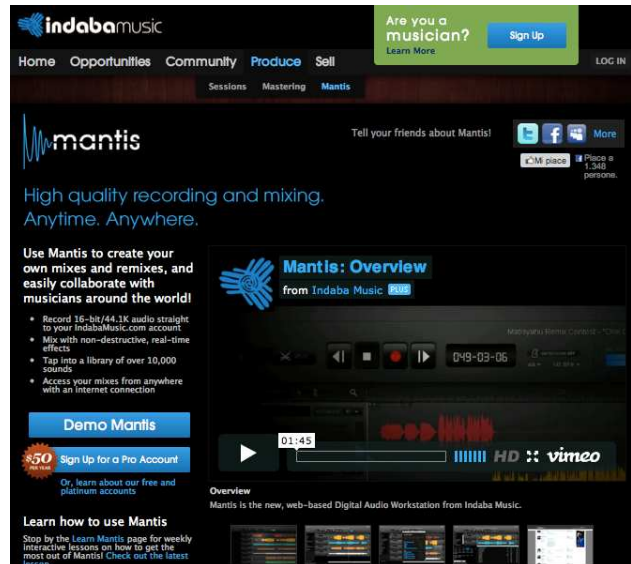 indabamusic
Are you a
musician?
Learn More
Sign Up
Home Opportunities Community Produce Sell
LOG IN
Sessions Mastering Mantis
mantis
Tell your friends about Mantis!
More
Mi piace
Piace a
1.348
persone.
High quality recording and mixing.
Anytime. Anywhere.
Use Mantis to create your
own mixes and remixes, and
easily collaborate with
musicians around the world!
Record 16-bit/44.1K audio straight
to your IndabaMusic.com account
Mix with non-destructive, real-time
effects
Tap into a library of over 10,000
sounds
Access your mixes from anywhere
with an internet connection
Demo Mantis
$50
PER YEAR
Sign Up for a Pro Account
Or, learn about our free and
platinum accounts
Learn how to use Mantis
Stop by the Learn Mantis page for weekly
interactive lessons on how to get the
most out of Mantis! Check out the latest
lesson
Mantis: Overview
from Indaba Music PLUS
Matisyahu Remix Contest
049-03-06
01:45
HD vimeo
Overview
Mantis is the new, web-based Digital Audio Workstation from Indaba Music.